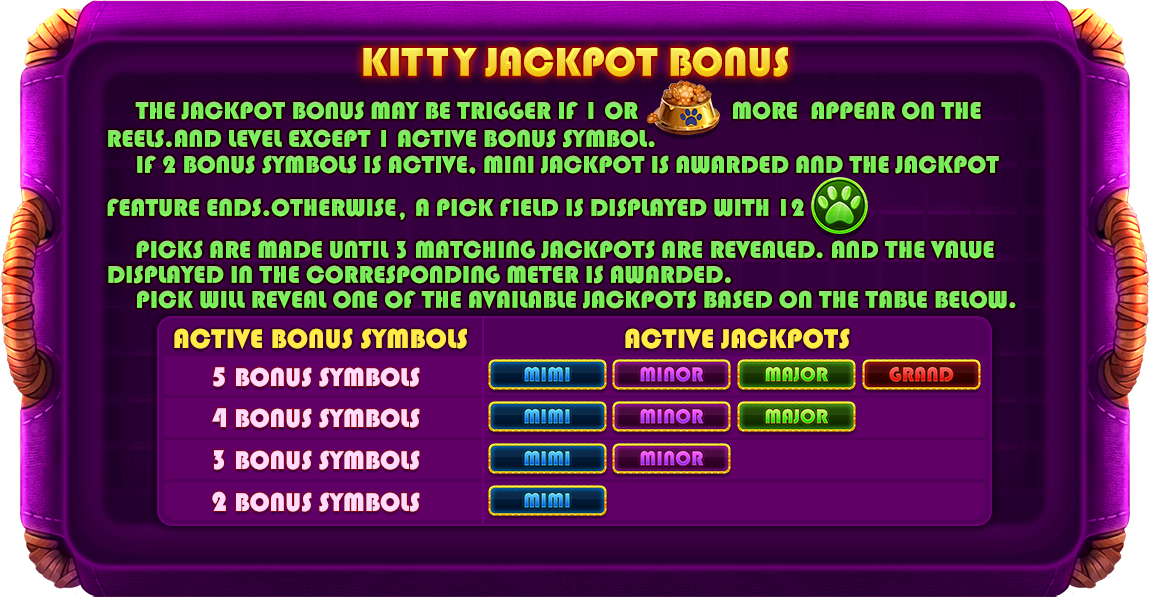 KITTY JACKPOT BONUS
THE JACKPOT BONUS MAY BE TRIGGER IF 1 OR MORE APPEAR ON THE
REELS.AND LEVEL EXCEPT 1 ACTIVE BONUS SYMBOL.
IF 2 BONUS SYMBOLS IS ACTIVE, MINI JACKPOT IS AWARDED AND THE JACKPOT
FEATURE ENDS.OTHERWISE, A PICK FIELD IS DISPLAYED WITH 12
PICKS ARE MADE UNTIL 3 MATCHING JACKPOTS ARE REVEALED. AND THE VALUE
DISPLAYED IN THE CORRESPONDING METER IS AWARDED.
PICK WILL REVEAL ONE OF THE AVAILABLE JACKPOTS BASED ON THE TABLE BELOW.
ACTIVE BONUS SYMBOLS ACTIVE JACKPOTS
5 BONUS SYMBOLS MIMI MINOR MAJOR GRAND
4 BONUS SYMBOLS MIMI MINOR MAJOR
3 BONUS SYMBOLS MIMI MINOR
2 BONUS SYMBOLS MIMI